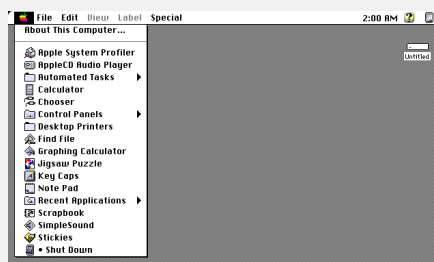 File Edit View Label Special 2:00 AM
About This Computer...
Untitled
Apple System Profiler
AppleCD Audio Player
Automated Tasks
Calculator
Chooser
Control Panels
Desktop Printers
Find File
Graphing Calculator
Jigsaw Puzzle
Key Caps
Note Pad
Recent Applications
Scrapbook
SimpleSound
Stickies
• Shut Down